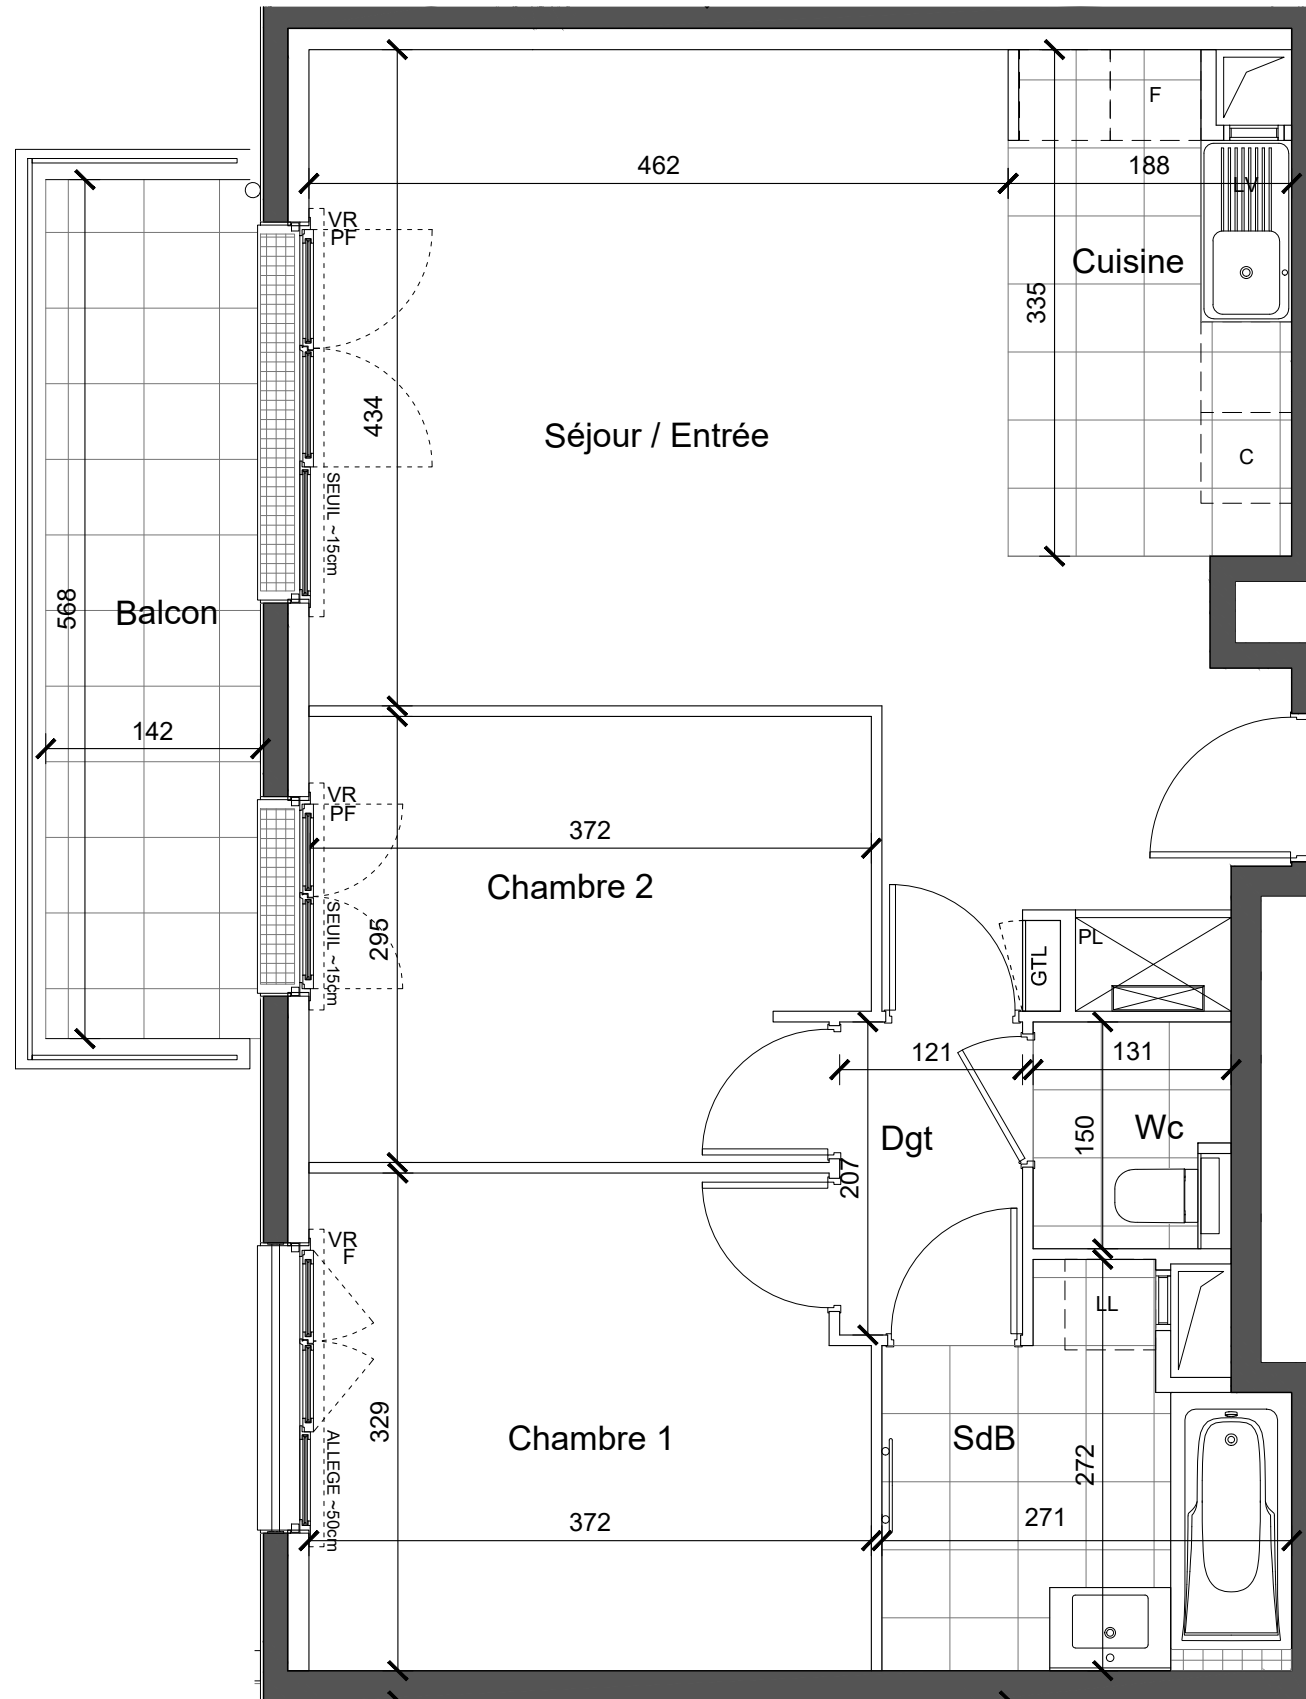 F
462
188
LV
VR
PF
Cuisine
335
434
Séjour / Entrée
C
SEUIL ~15cm
568
Balcon
142
VR
PF
372
Chambre 2
SEUIL ~15cm
295
GTL
PL
121
131
150
Wc
Dgt
207
VR
F
LL
329
ALLEGE ~50cm
Chambre 1
SdB
272
372
271